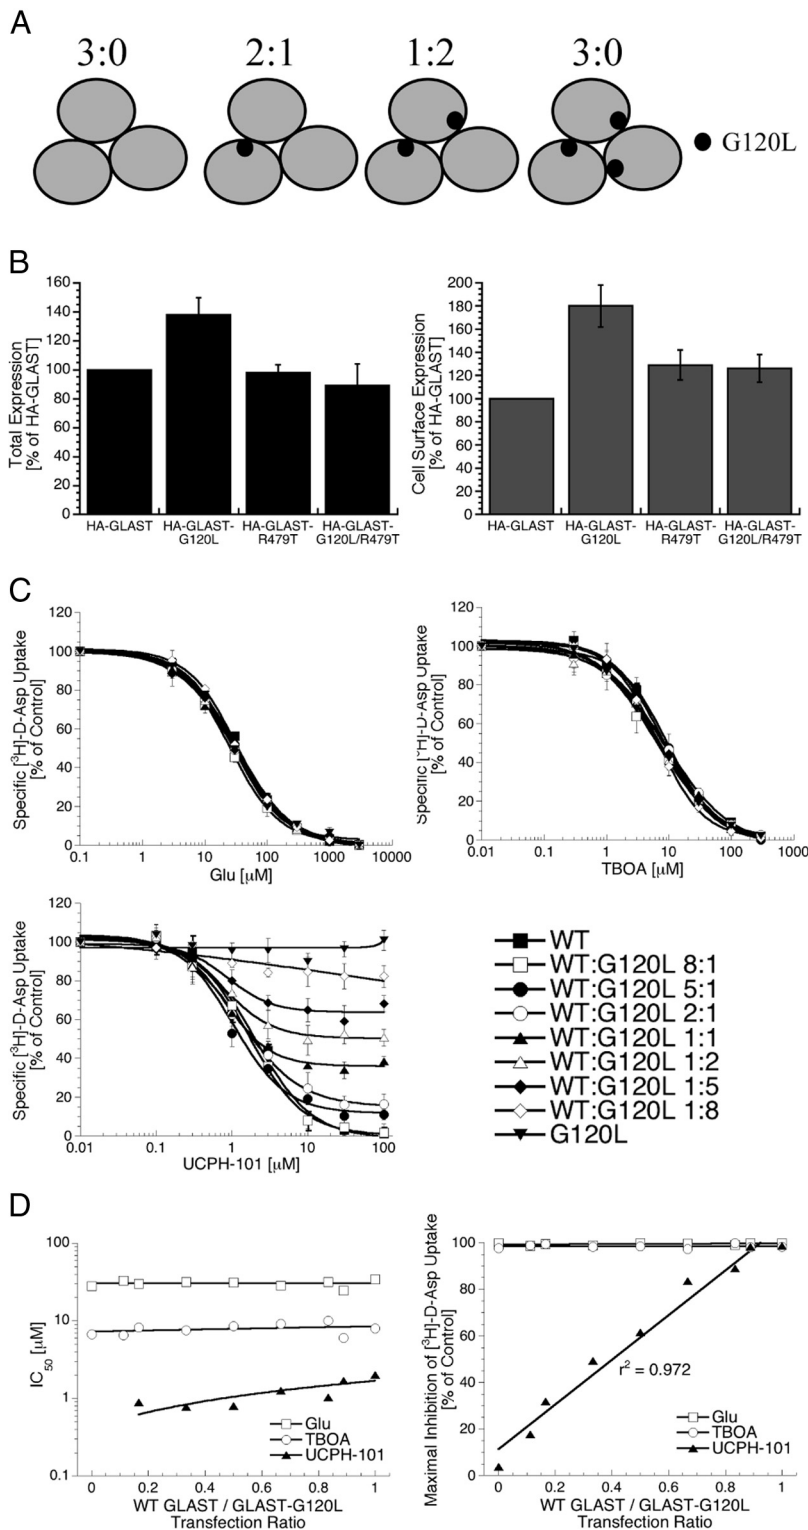 A
3:0 2:1 1:2 3:0
G120L
B
Total Expression
[% of HA-GLAST]
160
140
120
100
80
60
40
20
0
HA-GLAST
HA-GLAST-
G120L
HA-GLAST-
R479T
HA-GLAST-
G120L/R479T
Cell Surface Expression
[% of HA-GLAST]
200
180
160
140
120
100
80
60
40
20
0
HA-GLAST
HA-GLAST-
G120L
HA-GLAST-
R479T
HA-GLAST-
G120L/R479T
C
Specific [³H]-D-Asp Uptake
[% of Control]
120
100
80
60
40
20
0
0.1 1 10 100 1000 10000
Glu [µM]
Specific [³H]-D-Asp Uptake
[% of Control]
120
100
80
60
40
20
0
0.01 0.1 1 10 100 1000
TBOA [µM]
Specific [³H]-D-Asp Uptake
[% of Control]
120
100
80
60
40
20
0
0.01 0.1 1 10 100
UCPH-101 [µM]
WT
WT:G120L 8:1
WT:G120L 5:1
WT:G120L 2:1
WT:G120L 1:1
WT:G120L 1:2
WT:G120L 1:5
WT:G120L 1:8
G120L
D
IC50 [µM]
100
10
1
0.1
Glu
TBOA
UCPH-101
0 0.2 0.4 0.6 0.8 1
WT GLAST / GLAST-G120L
Transfection Ratio
Maximal Inhibition of [³H]-D-Asp Uptake
[% of Control]
100
80
60
40
20
0
r² = 0.972
Glu
TBOA
UCPH-101
0 0.2 0.4 0.6 0.8 1
WT GLAST / GLAST-G120L
Transfection Ratio